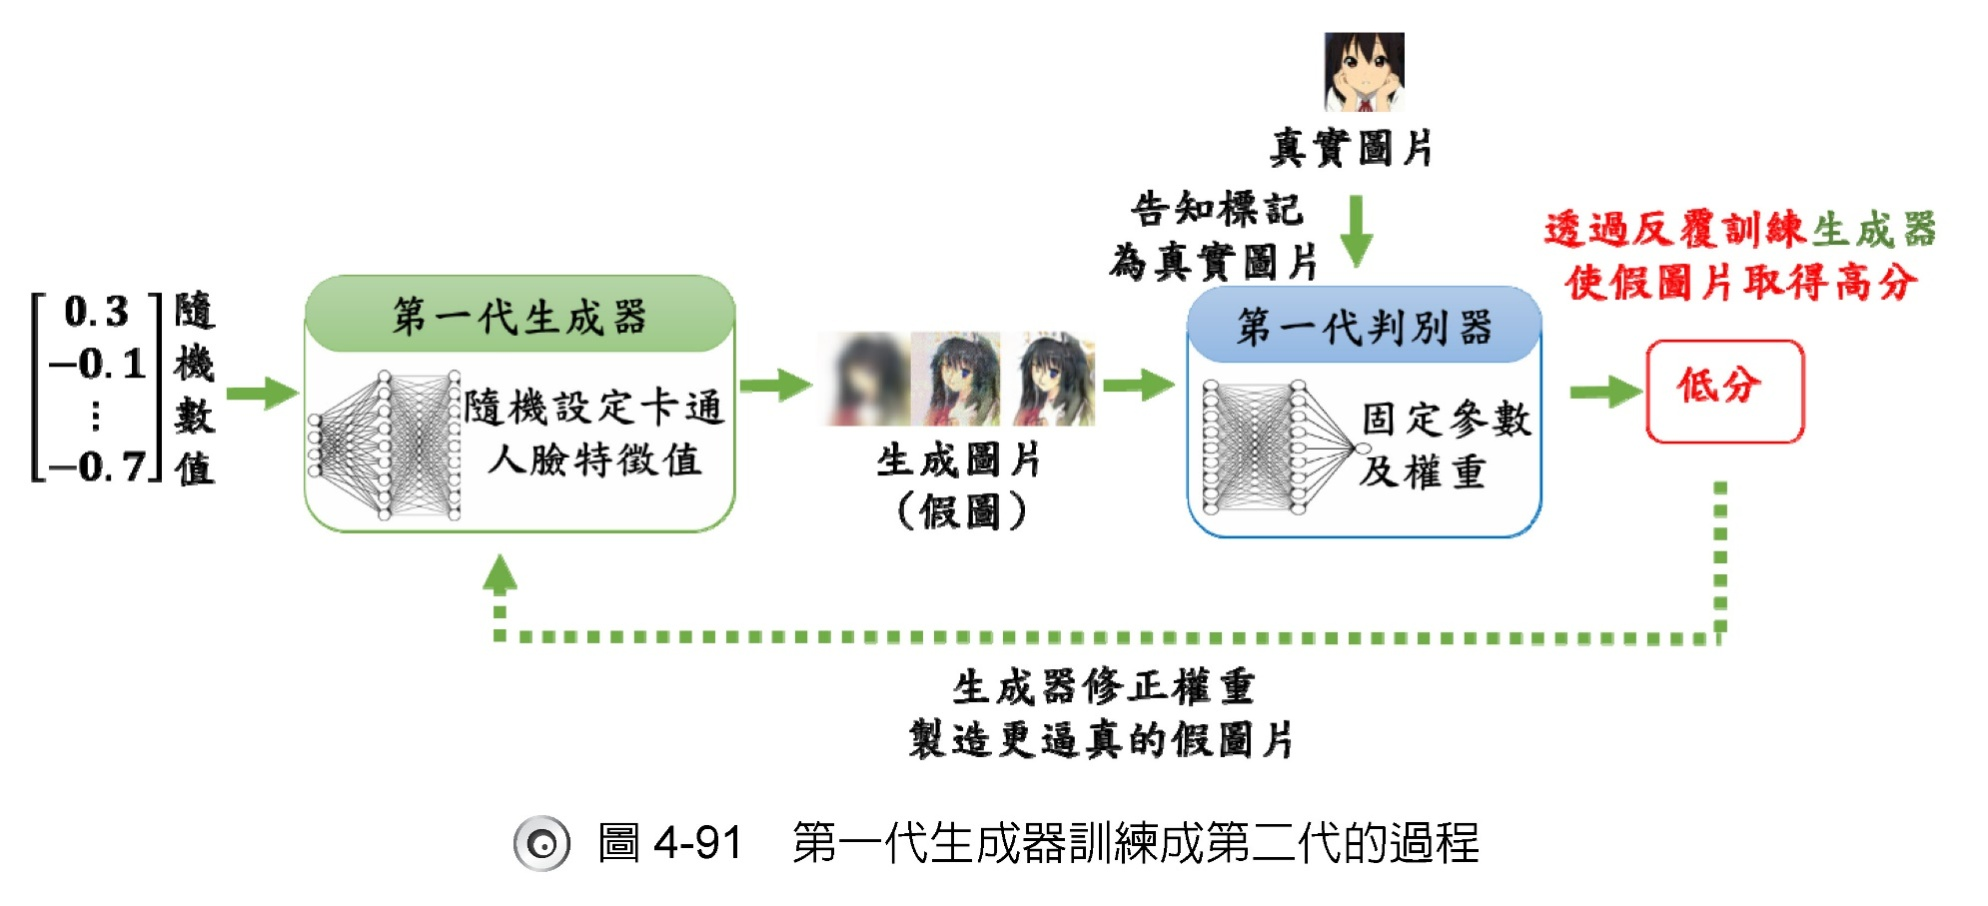 真實圖片
告知標記
為真實圖片
透過反覆訓練生成器
使假圖片取得高分
0.3
−0.1
⋮
−0.7
隨
機
數
值
第一代生成器
隨機設定卡通
人臉特徵值
生成圖片
（假圖）
第一代判別器
固定參數
及權重
低分
生成器修正權重
製造更逼真的假圖片
圖 4-91 第一代生成器訓練成第二代的過程